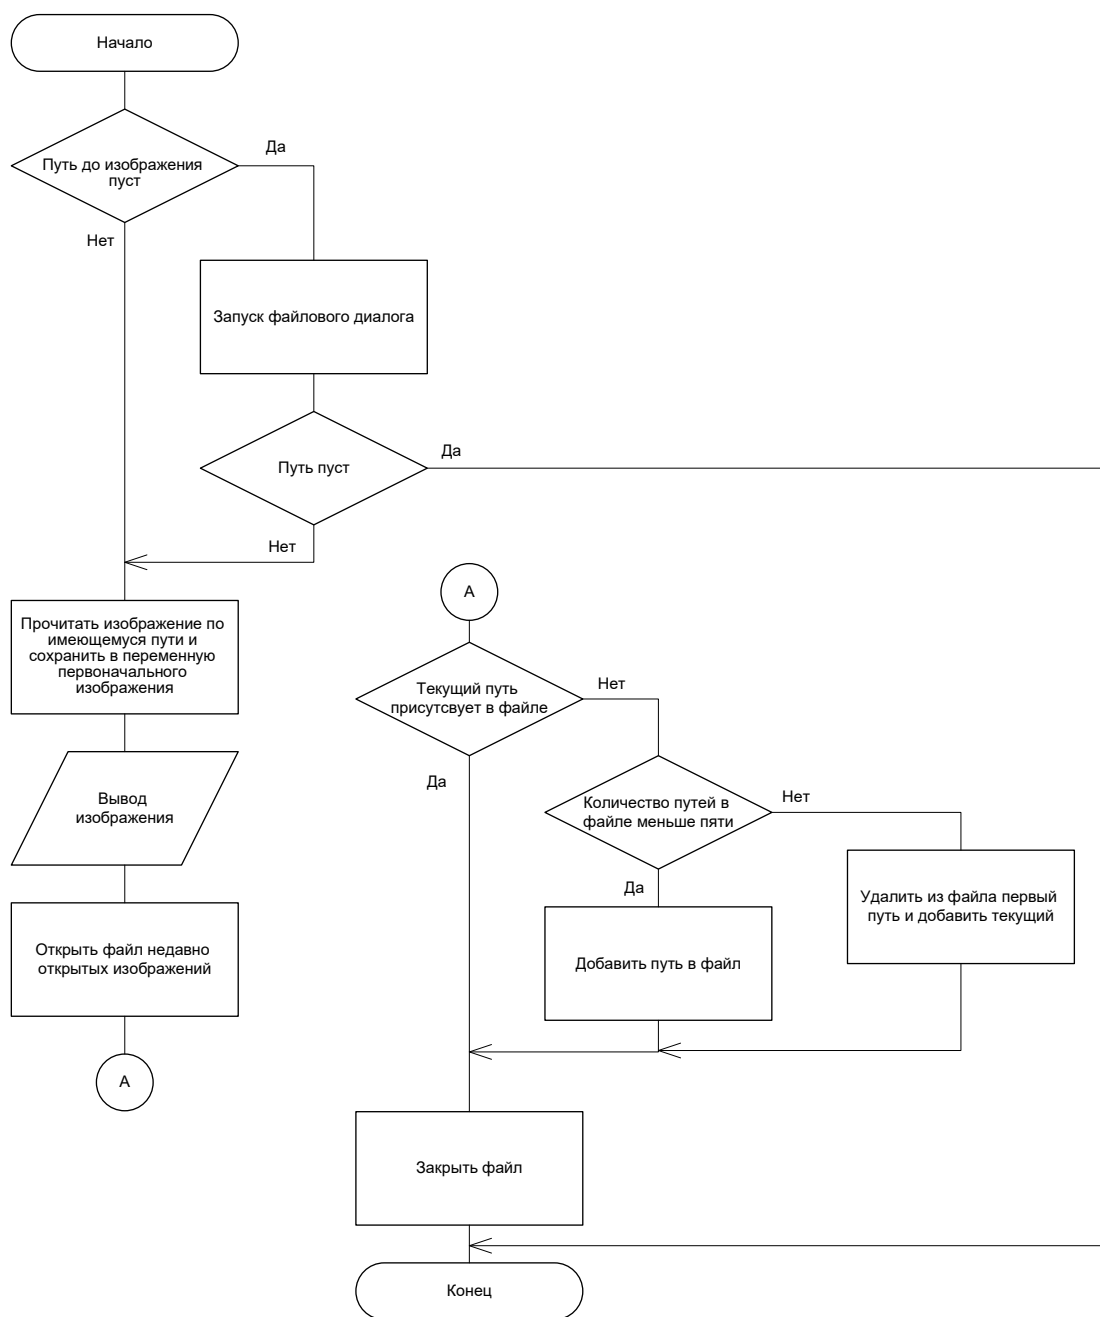 Начало
Путь до изображения
пуст
Да
Нет
Запуск файлового диалога
Путь пуст
Да
Нет
Прочитать изображение по
имеющемуся пути и
сохранить в переменную
первоначального
изображения
Вывод
изображения
Открыть файл недавно
открытых изображений
А
А
Текущий путь
присутсвует в файле
Нет
Да
Количество путей в
файле меньше пяти
Нет
Да
Удалить из файла первый
путь и добавить текущий
Добавить путь в файл
Закрыть файл
Конец